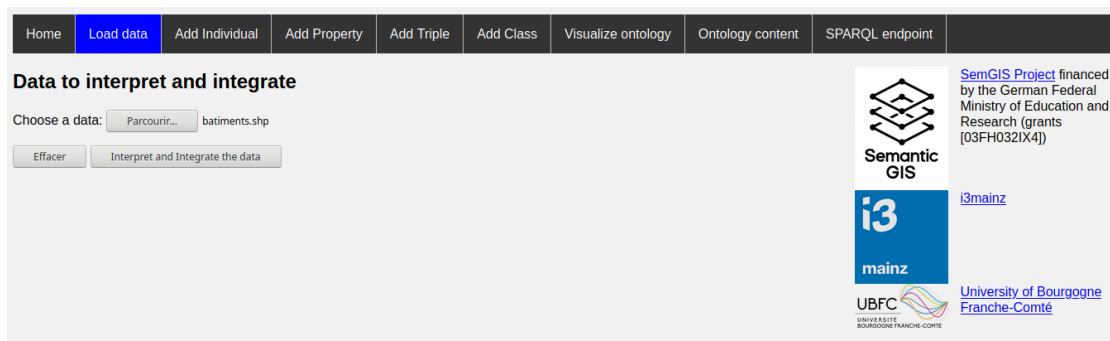 Home Load data Add Individual Add Property Add Triple Add Class Visualize ontology Ontology content SPARQL endpoint
Data to interpret and integrate
Choose a data: Parcourir... batiments.shp
Effacer Interpret and Integrate the data
Semantic
GIS
SemGIS Project financed
by the German Federal
Ministry of Education and
Research (grants
[03FH032IX4])
i3
mainz
i3mainz
UBFC
UNIVERSITÉ
BOURGOGNE FRANCHE-COMTÉ
University of Bourgogne
Franche-Comté